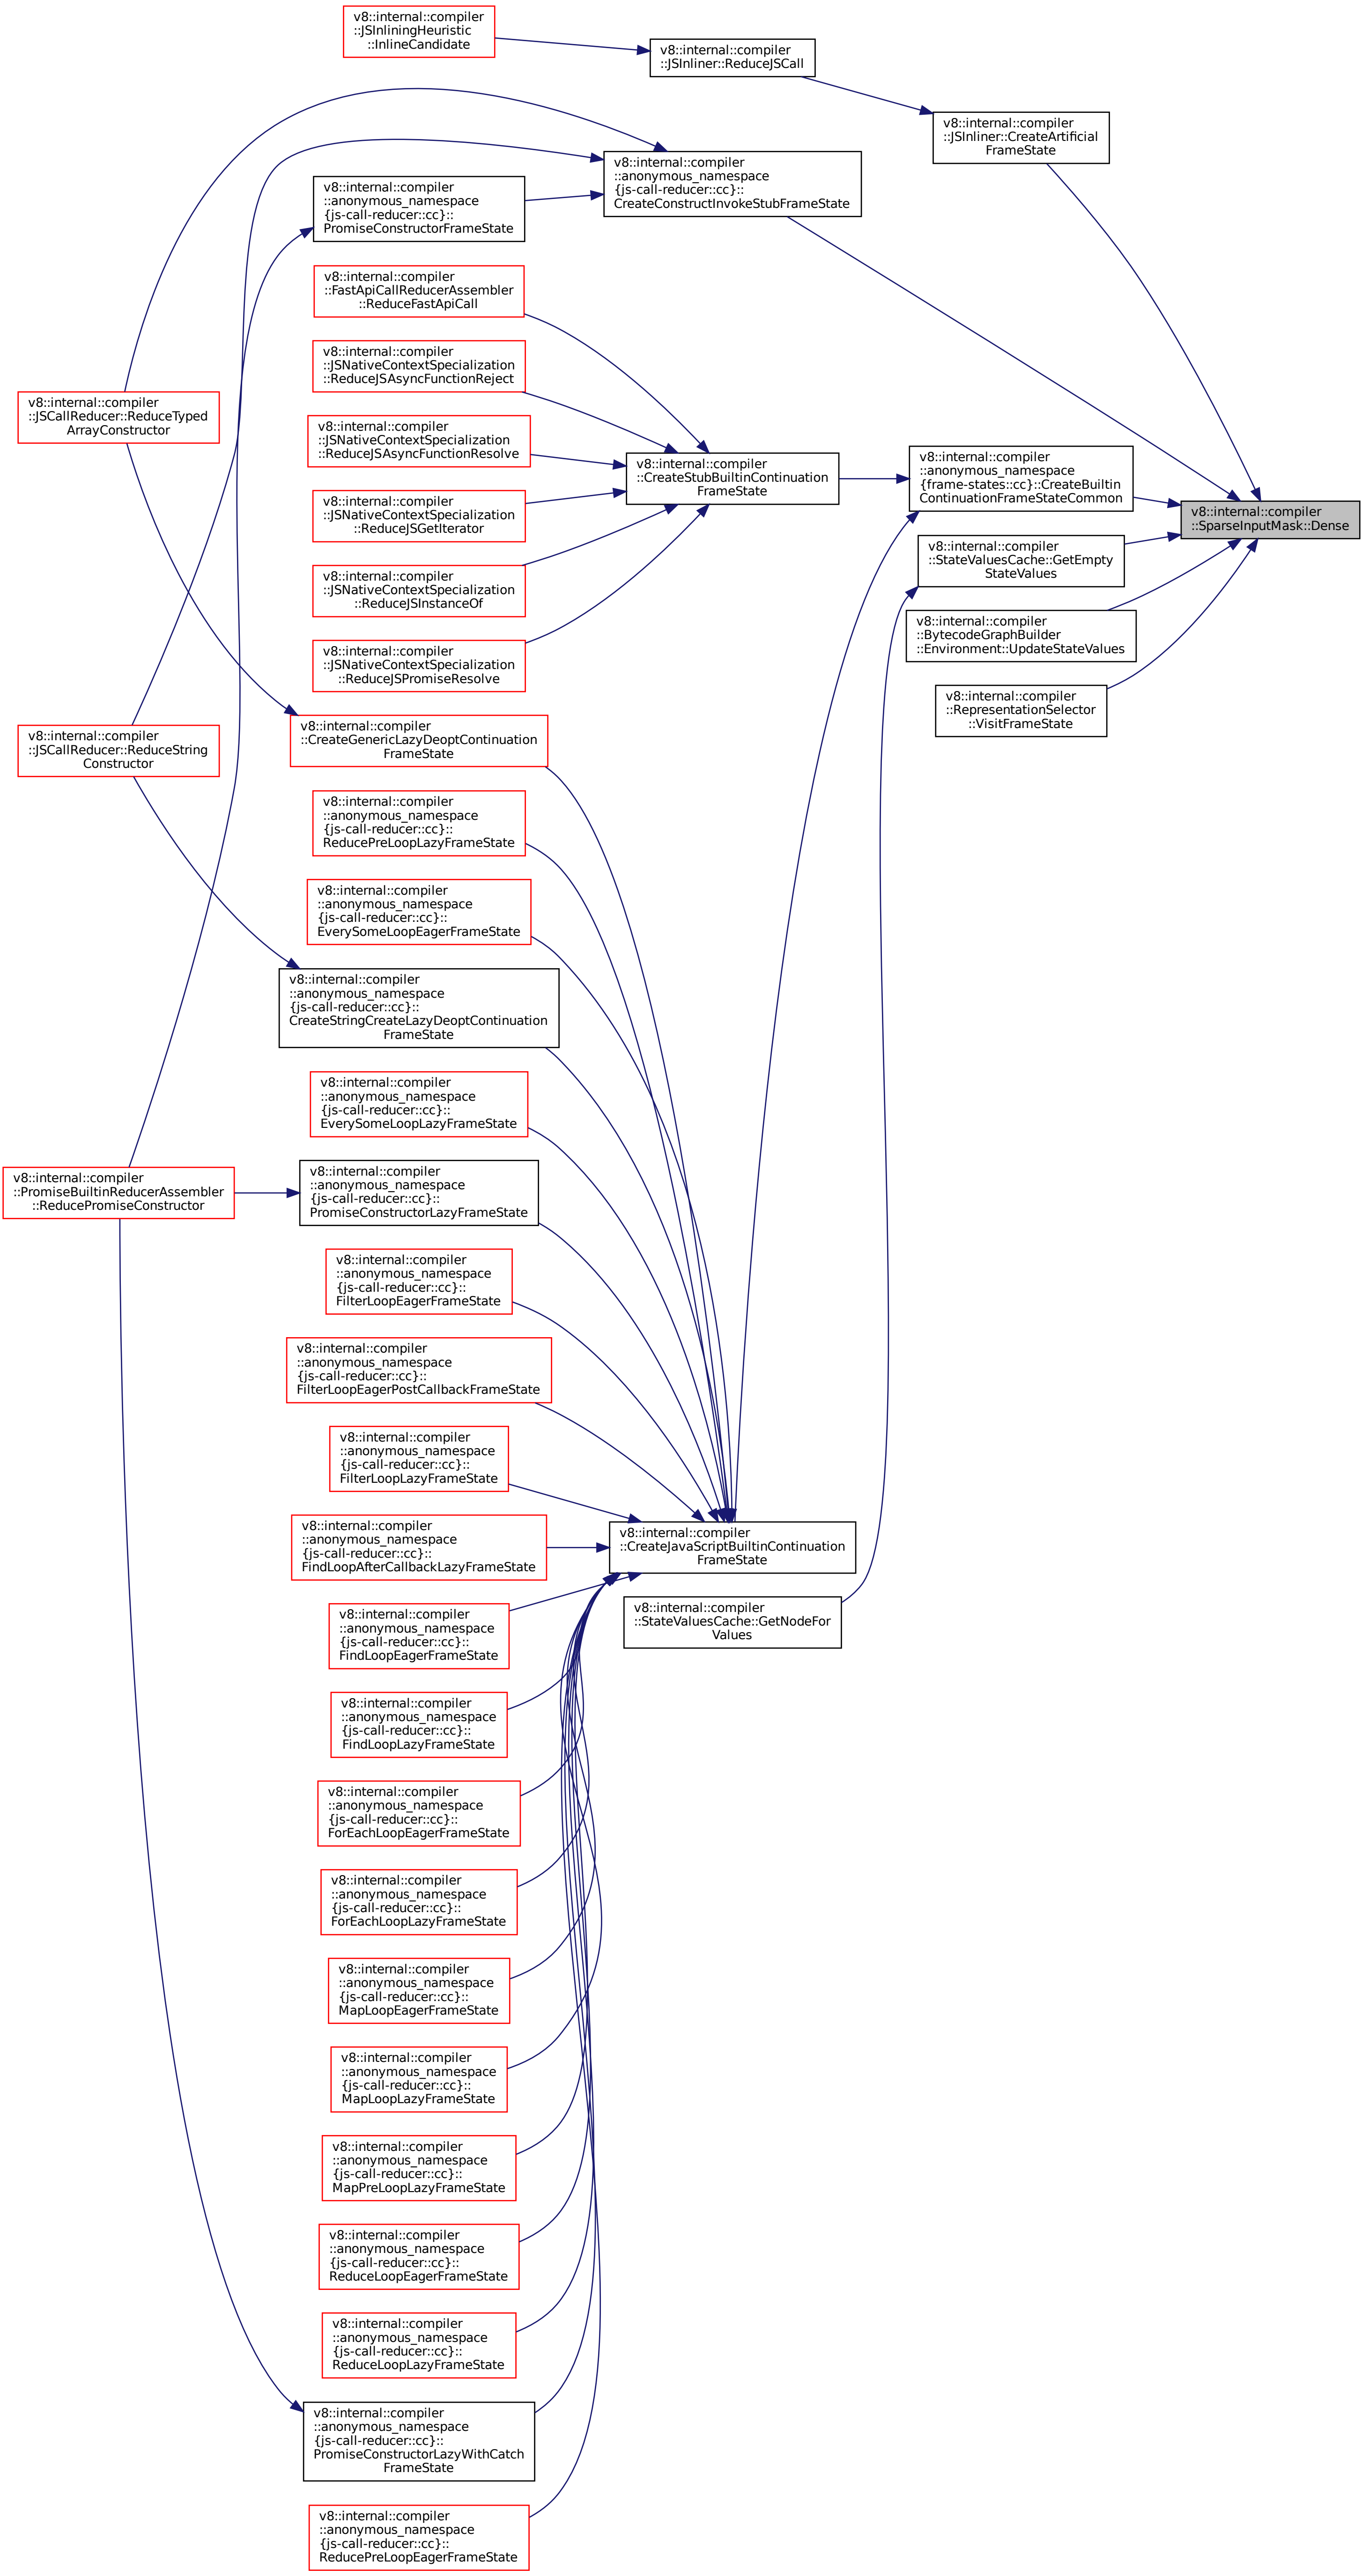 v8::internal::compiler
::JSInliningHeuristic
::InlineCandidate
v8::internal::compiler
::JSInliner::ReduceJSCall
v8::internal::compiler
::JSInliner::CreateArtificial
FrameState
v8::internal::compiler
::anonymous_namespace
{js-call-reducer::cc}::
CreateConstructInvokeStubFrameState
v8::internal::compiler
::anonymous_namespace
{js-call-reducer::cc}::
PromiseConstructorFrameState
v8::internal::compiler
::FastApiCallReducerAssembler
::ReduceFastApiCall
v8::internal::compiler
::JSNativeContextSpecialization
::ReduceJSAsyncFunctionReject
v8::internal::compiler
::JSCallReducer::ReduceTyped
ArrayConstructor
v8::internal::compiler
::JSNativeContextSpecialization
::ReduceJSAsyncFunctionResolve
v8::internal::compiler
::CreateStubBuiltinContinuation
FrameState
v8::internal::compiler
::anonymous_namespace
{frame-states::cc}::CreateBuiltin
ContinuationFrameStateCommon
v8::internal::compiler
::SparseInputMask::Dense
v8::internal::compiler
::JSNativeContextSpecialization
::ReduceJSGetIterator
v8::internal::compiler
::StateValuesCache::GetEmpty
StateValues
v8::internal::compiler
::JSNativeContextSpecialization
::ReduceJSInstanceOf
v8::internal::compiler
::BytecodeGraphBuilder
::Environment::UpdateStateValues
v8::internal::compiler
::JSNativeContextSpecialization
::ReduceJSPromiseResolve
v8::internal::compiler
::RepresentationSelector
::VisitFrameState
v8::internal::compiler
::CreateGenericLazyDeoptContinuation
FrameState
v8::internal::compiler
::JSCallReducer::ReduceString
Constructor
v8::internal::compiler
::anonymous_namespace
{js-call-reducer::cc}::
ReducePreLoopLazyFrameState
v8::internal::compiler
::anonymous_namespace
{js-call-reducer::cc}::
EverySomeLoopEagerFrameState
v8::internal::compiler
::anonymous_namespace
{js-call-reducer::cc}::
CreateStringCreateLazyDeoptContinuation
FrameState
v8::internal::compiler
::anonymous_namespace
{js-call-reducer::cc}::
EverySomeLoopLazyFrameState
v8::internal::compiler
::PromiseBuiltinReducerAssembler
::ReducePromiseConstructor
v8::internal::compiler
::anonymous_namespace
{js-call-reducer::cc}::
PromiseConstructorLazyFrameState
v8::internal::compiler
::anonymous_namespace
{js-call-reducer::cc}::
FilterLoopEagerFrameState
v8::internal::compiler
::anonymous_namespace
{js-call-reducer::cc}::
FilterLoopEagerPostCallbackFrameState
v8::internal::compiler
::anonymous_namespace
{js-call-reducer::cc}::
FilterLoopLazyFrameState
v8::internal::compiler
::anonymous_namespace
{js-call-reducer::cc}::
FindLoopAfterCallbackLazyFrameState
v8::internal::compiler
::CreateJavaScriptBuiltinContinuation
FrameState
v8::internal::compiler
::StateValuesCache::GetNodeFor
Values
v8::internal::compiler
::anonymous_namespace
{js-call-reducer::cc}::
FindLoopEagerFrameState
v8::internal::compiler
::anonymous_namespace
{js-call-reducer::cc}::
FindLoopLazyFrameState
v8::internal::compiler
::anonymous_namespace
{js-call-reducer::cc}::
ForEachLoopEagerFrameState
v8::internal::compiler
::anonymous_namespace
{js-call-reducer::cc}::
ForEachLoopLazyFrameState
v8::internal::compiler
::anonymous_namespace
{js-call-reducer::cc}::
MapLoopEagerFrameState
v8::internal::compiler
::anonymous_namespace
{js-call-reducer::cc}::
MapLoopLazyFrameState
v8::internal::compiler
::anonymous_namespace
{js-call-reducer::cc}::
MapPreLoopLazyFrameState
v8::internal::compiler
::anonymous_namespace
{js-call-reducer::cc}::
ReduceLoopEagerFrameState
v8::internal::compiler
::anonymous_namespace
{js-call-reducer::cc}::
ReduceLoopLazyFrameState
v8::internal::compiler
::anonymous_namespace
{js-call-reducer::cc}::
PromiseConstructorLazyWithCatch
FrameState
v8::internal::compiler
::anonymous_namespace
{js-call-reducer::cc}::
ReducePreLoopEagerFrameState